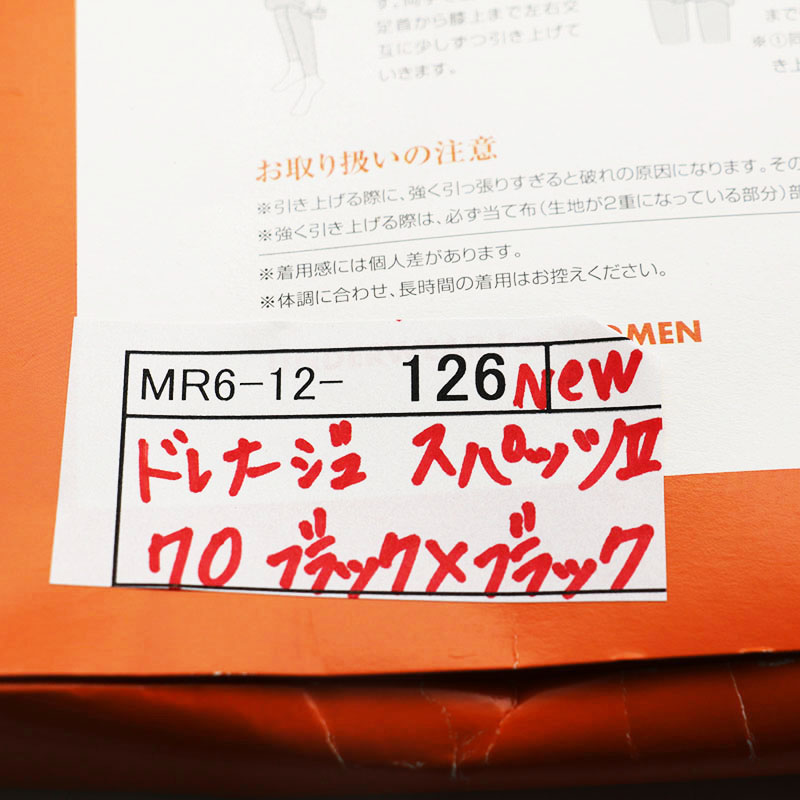 足首から膝上まで左右交
互に少しずつ引き上げて
いきます。
まで
※①同
き上
お取り扱いの注意
※引き上げる際に、強く引っ張りすぎると破れの原因になります。その
※強く引き上げる際は、必ず当て布(生地が2重になっている部分)部
※着用感には個人差があります。
※体調に合わせ、長時間の着用はお控えください。
OMEN
MR6-12- 126 New
ドレナージュ スパッツⅡ
70 ブラック×ブラック